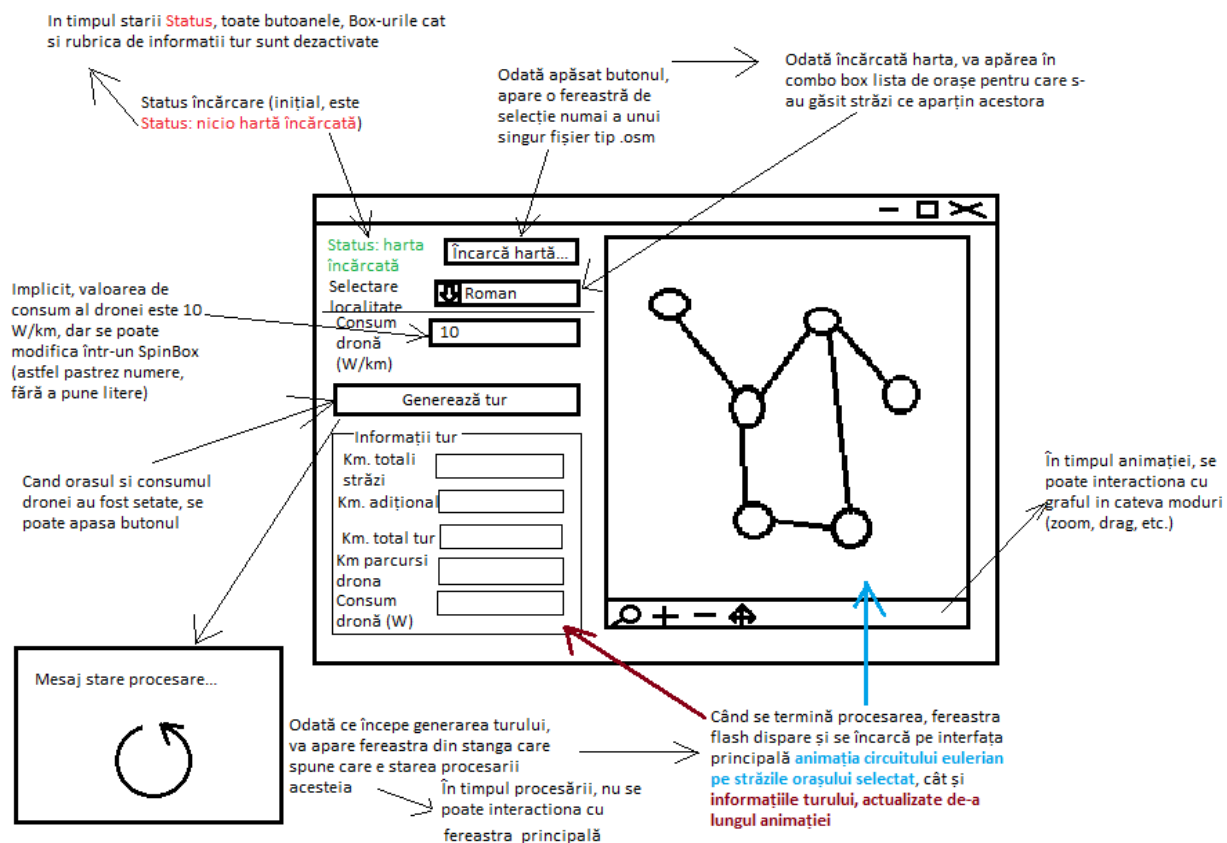 In timpul starii Status, toate butoanele, Box-urile cat
si rubrica de informatii tur sunt dezactivate
Status încărcare (inițial, este
Status: nicio hartă încărcată)
Odată apăsat butonul,
apare o fereastră de
selecție numai a unui
singur fișier tip .osm
Odată încărcată harta, va apărea în
combo box lista de orașe pentru care s-
au găsit străzi ce aparțin acestora
Implicit, valoarea de
consum al dronei este 10
W/km, dar se poate
modifica într-un SpinBox
(astfel pastrez numere,
fără a pune litere)
Cand orasul si consumul
dronei au fost setate, se
poate apasa butonul
Status: harta
încărcată
Încarcă hartă...
Selectare
localitate
Roman
Consum
dronă
(W/km)
10
Generează tur
Informații tur
Km. totali
străzi
Km. adițional
Km. total tur
Km parcursi
drona
Consum
dronă (W)
În timpul animației, se
poate interactiona cu
graful in cateva moduri
(zoom, drag, etc.)
Mesaj stare procesare...
Odată ce începe generarea turului,
va apare fereastra din stanga care
spune care e starea procesarii
acesteia
În timpul procesării, nu se
poate interactiona cu
fereastra principală
Când se termină procesarea, fereastra
flash dispare și se încarcă pe interfața
principală animația circuitului eulerian
pe străzile orașului selectat, cât și
informațiile turului, actualizate de-a
lungul animației